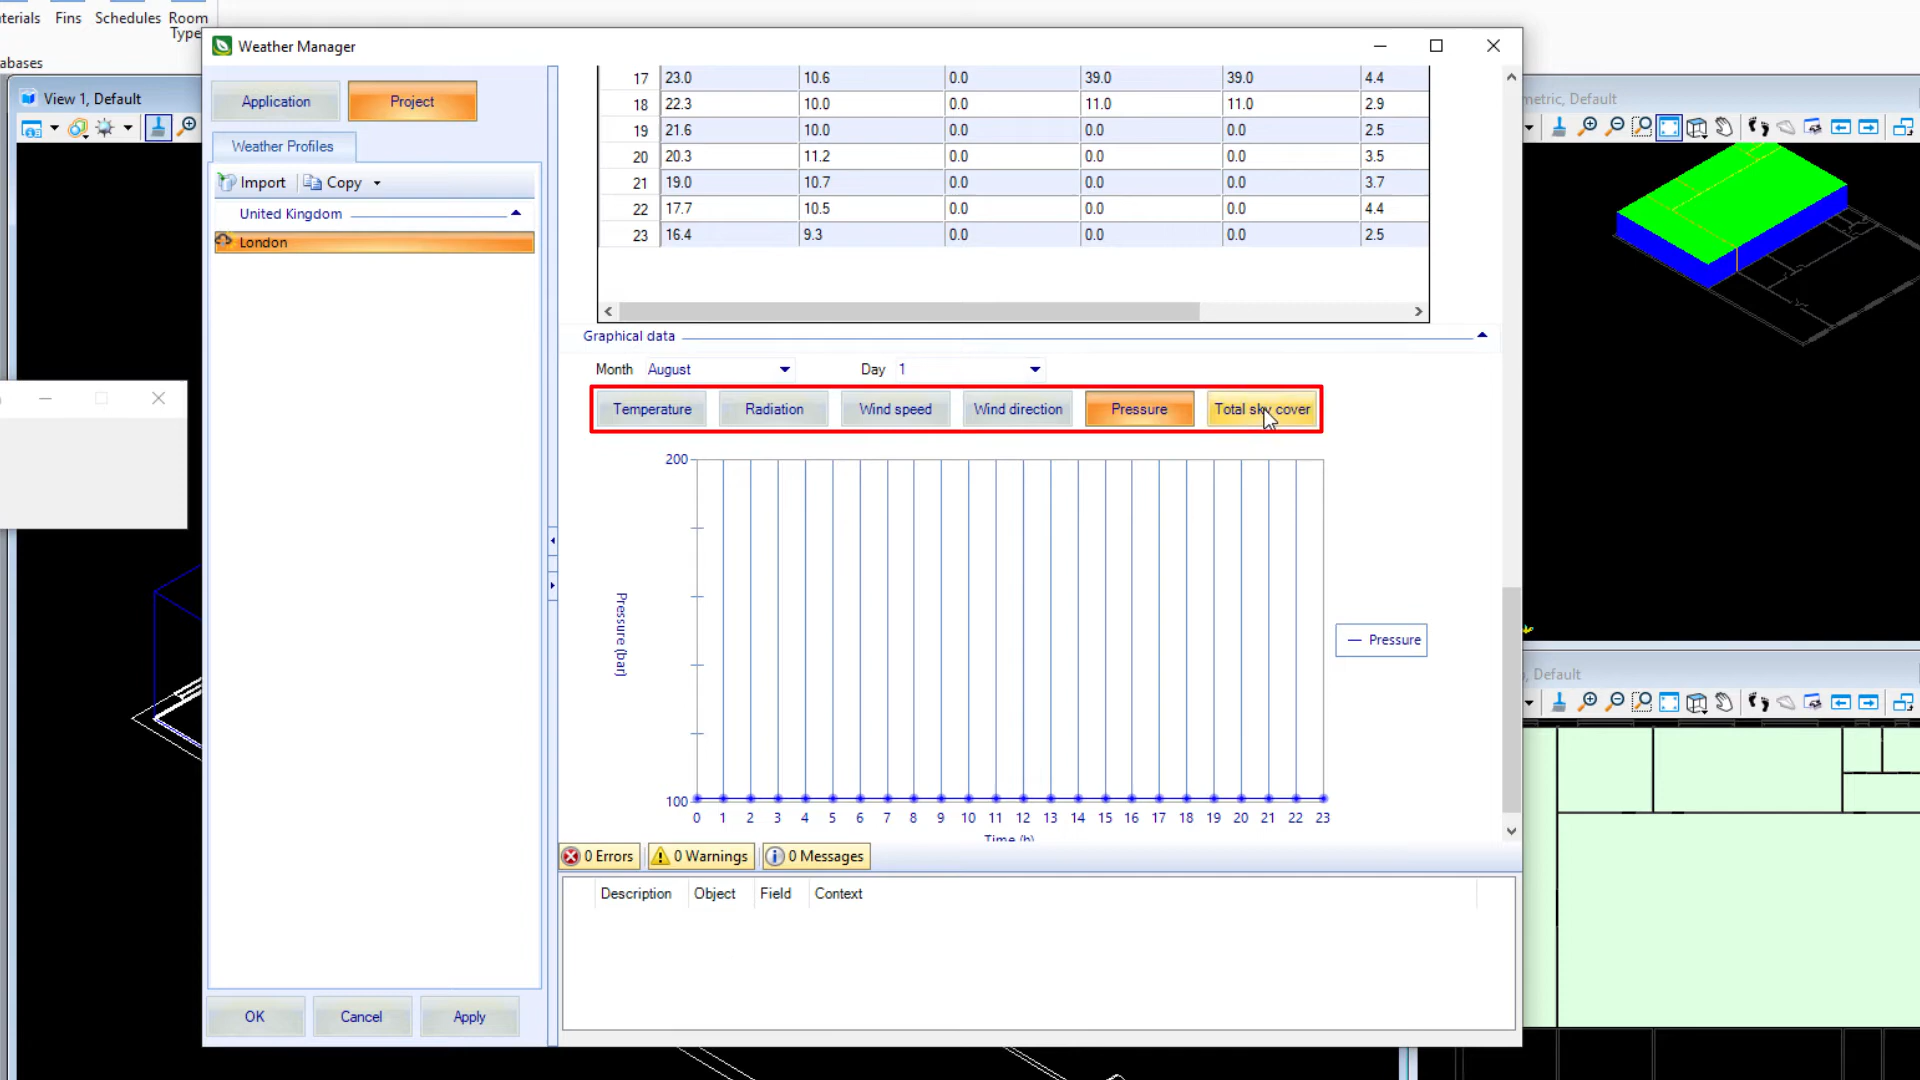 terials Fins Schedules Room
Type
abases
Weather Manager
View 1, Default
metric, Default
Application Project
Weather Profiles
Import Copy
United Kingdom
London
17 23.0 10.6 0.0 39.0 39.0 4.4
18 22.3 10.0 0.0 11.0 11.0 2.9
19 21.6 10.0 0.0 0.0 0.0 2.5
20 20.3 11.2 0.0 0.0 0.0 3.5
21 19.0 10.7 0.0 0.0 0.0 3.7
22 17.7 10.5 0.0 0.0 0.0 4.4
23 16.4 9.3 0.0 0.0 0.0 2.5
Graphical data
Month August Day 1
Temperature Radiation Wind speed Wind direction Pressure Total sky cover
200
Pressure (bar)
Pressure
100
0 1 2 3 4 5 6 7 8 9 10 11 12 13 14 15 16 17 18 19 20 21 22 23
Time (h)
, Default
0 Errors 0 Warnings 0 Messages
Description Object Field Context
OK Cancel Apply